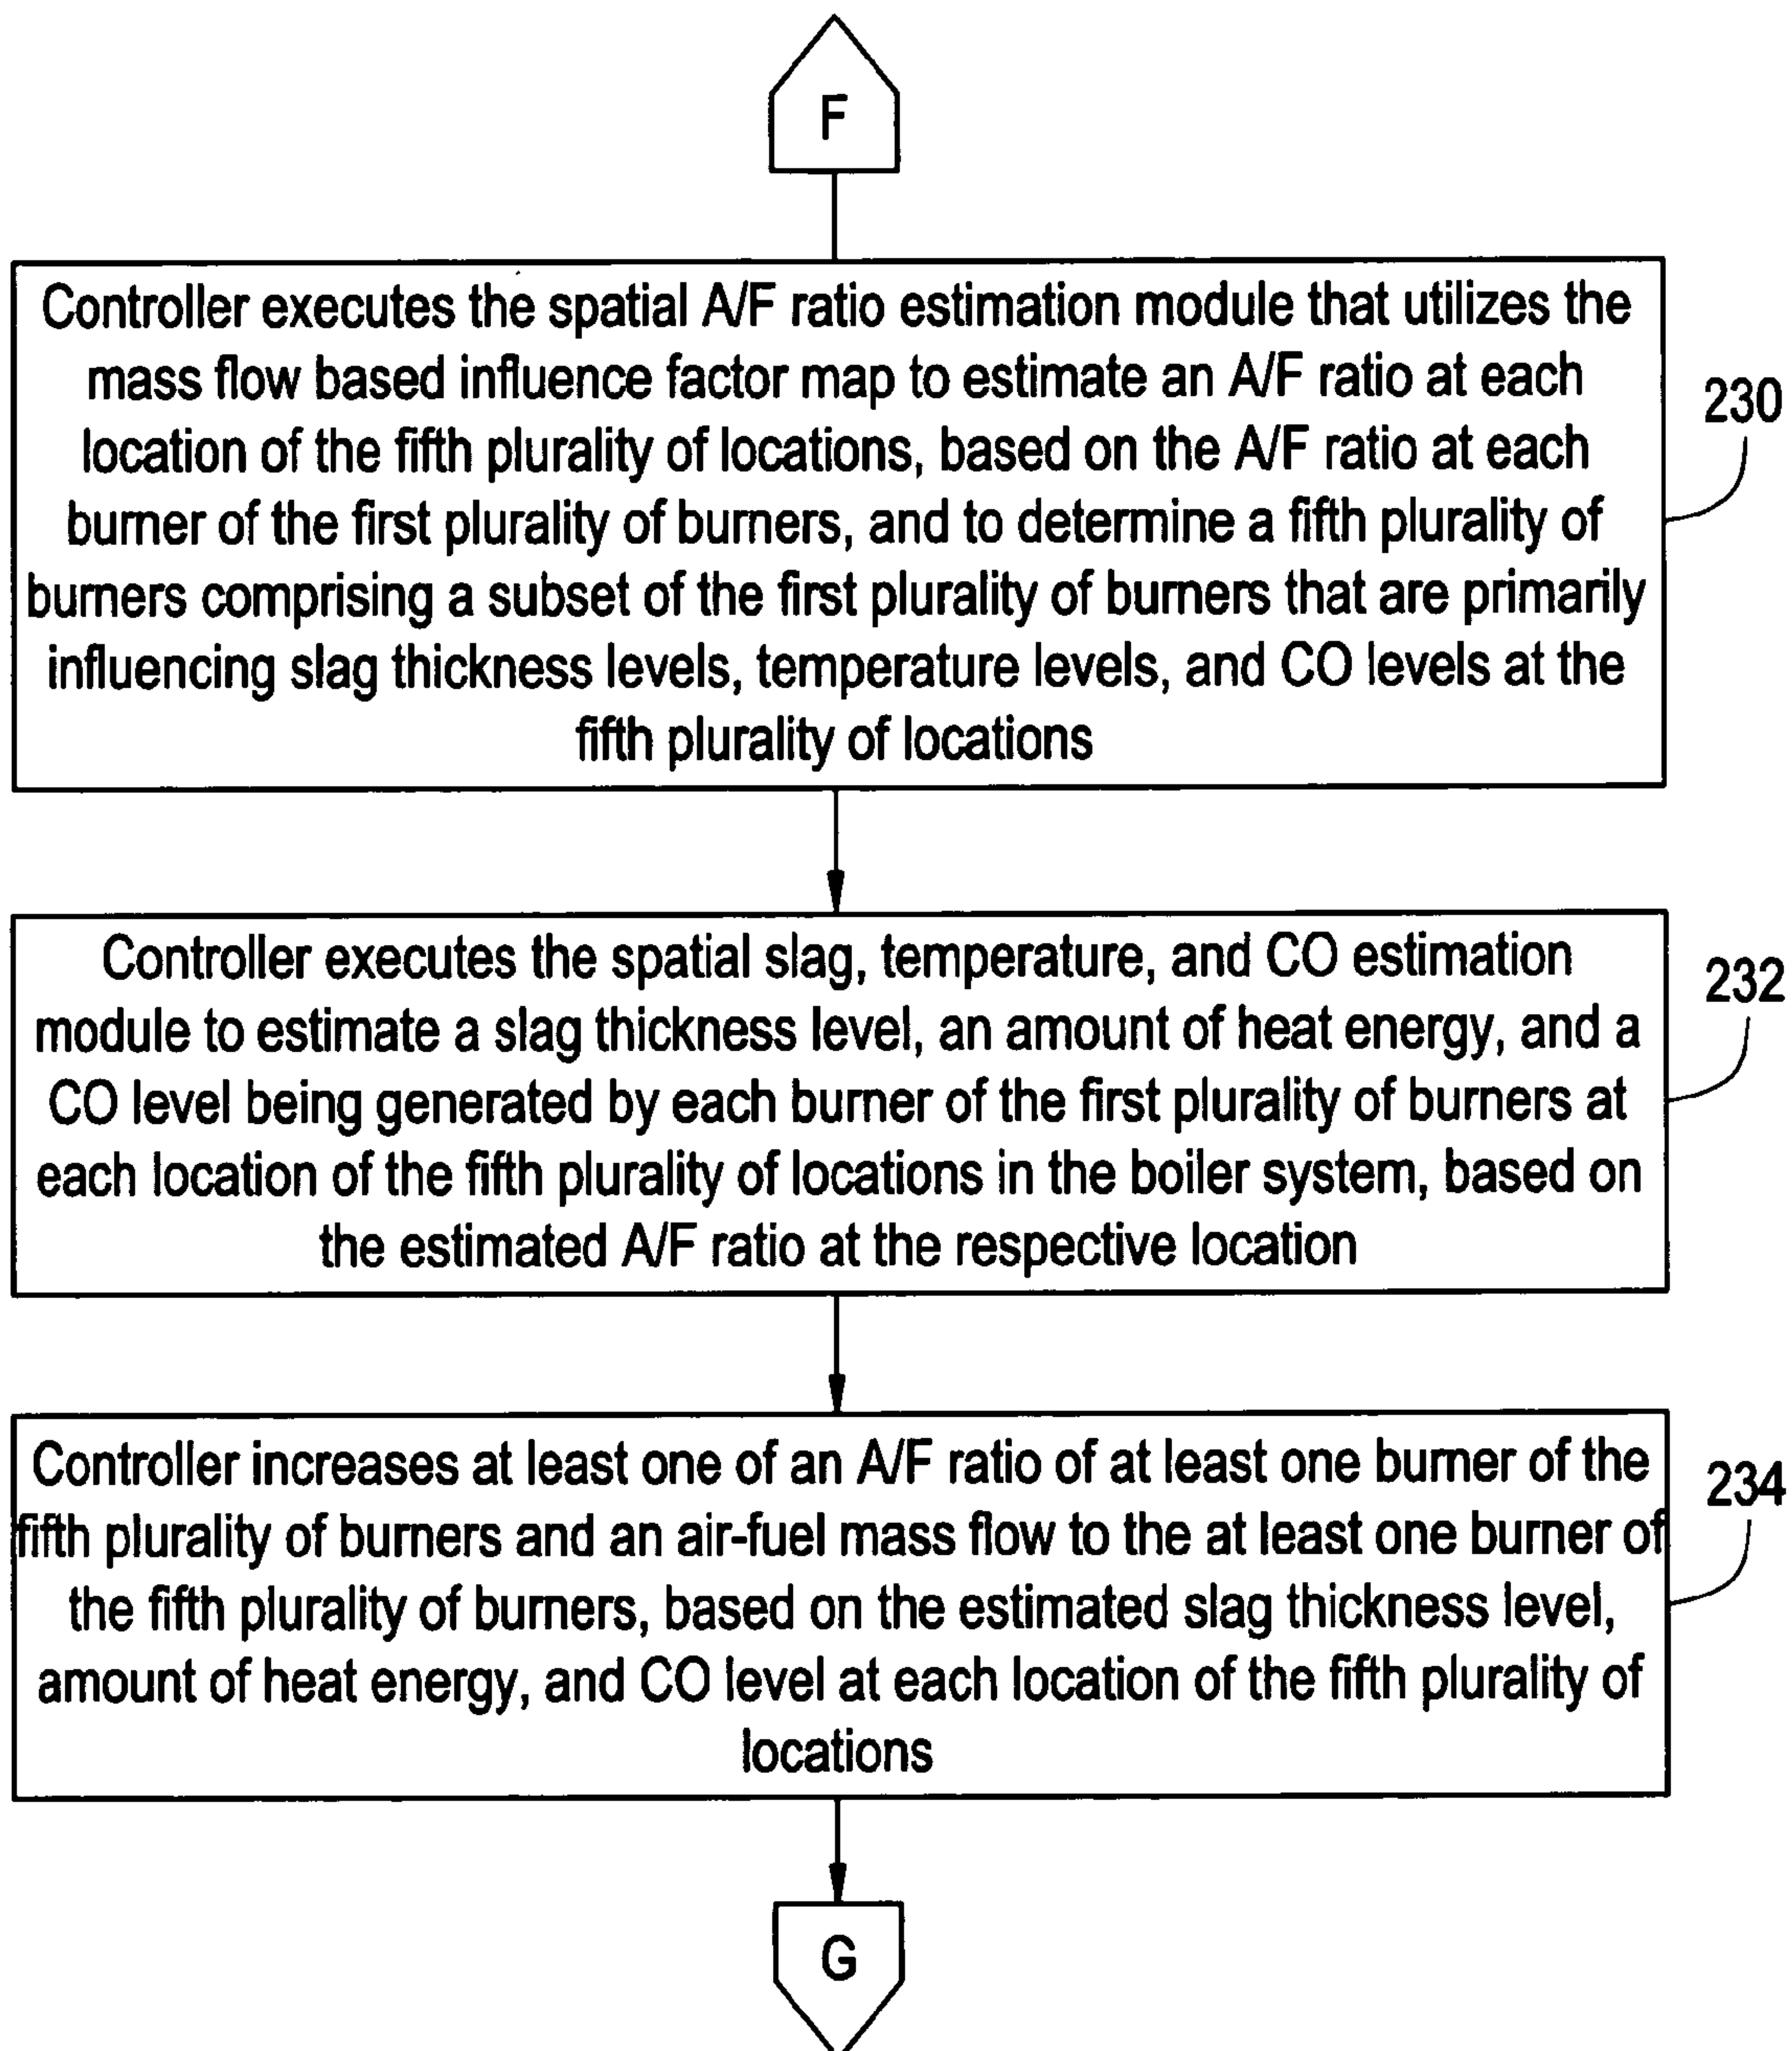 F
Controller executes the spatial A/F ratio estimation module that utilizes the
mass flow based influence factor map to estimate an A/F ratio at each
location of the fifth plurality of locations, based on the A/F ratio at each
burner of the first plurality of burners, and to determine a fifth plurality of
burners comprising a subset of the first plurality of burners that are primarily
influencing slag thickness levels, temperature levels, and CO levels at the
fifth plurality of locations
230
Controller executes the spatial slag, temperature, and CO estimation
module to estimate a slag thickness level, an amount of heat energy, and a
CO level being generated by each burner of the first plurality of burners at
each location of the fifth plurality of locations in the boiler system, based on
the estimated A/F ratio at the respective location
232
Controller increases at least one of an A/F ratio of at least one burner of the
fifth plurality of burners and an air-fuel mass flow to the at least one burner of
the fifth plurality of burners, based on the estimated slag thickness level,
amount of heat energy, and CO level at each location of the fifth plurality of
locations
234
G